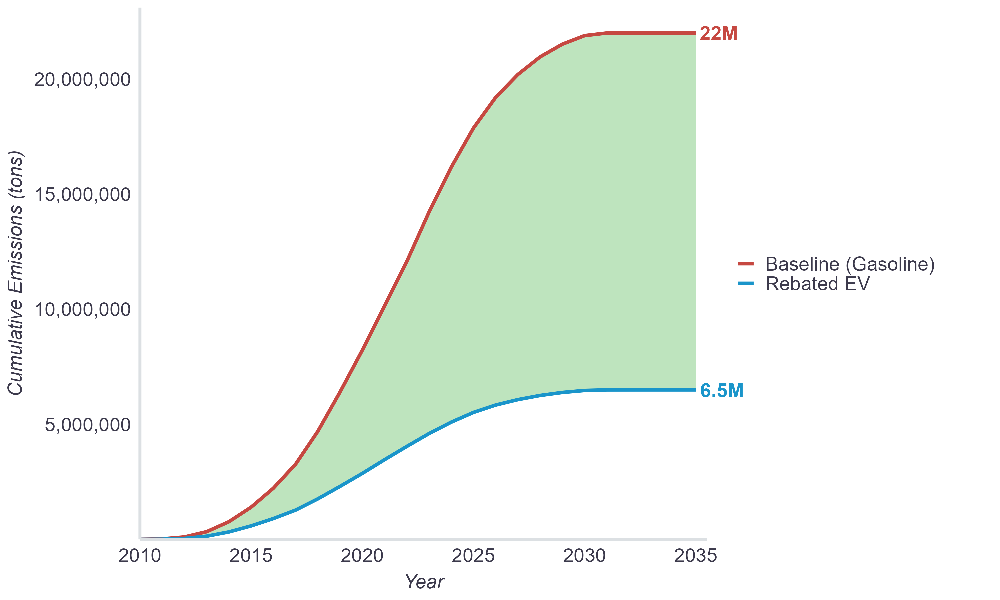 22M
20,000,000
15,000,000
10,000,000
5,000,000
Cumulative Emissions (tons)
Baseline (Gasoline)
Rebated EV
6.5M
2010 2015 2020 2025 2030 2035
Year